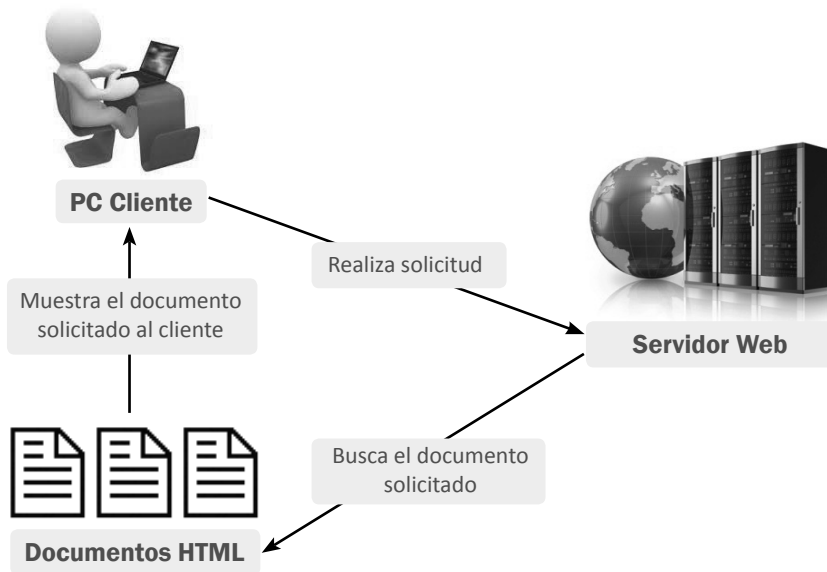 PC Cliente
Realiza solicitud
Servidor Web
Busca el documento
solicitado
Documentos HTML
Muestra el documento
solicitado al cliente